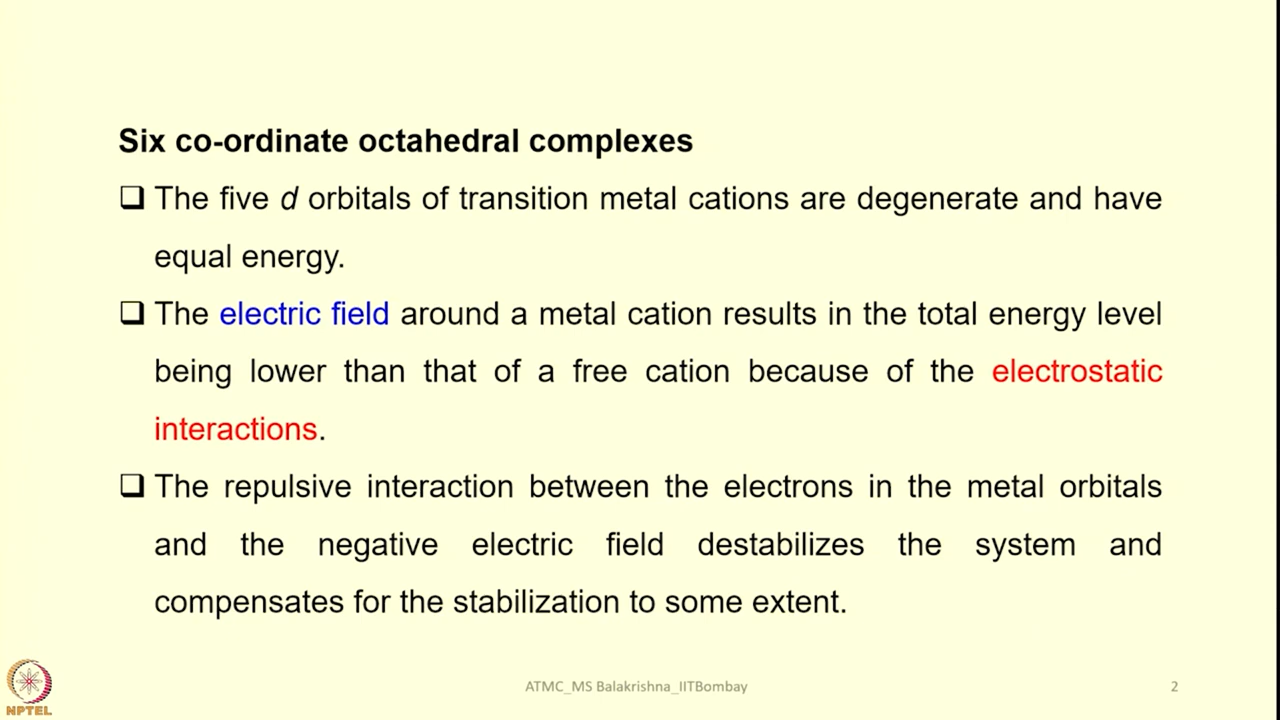 Six co-ordinate octahedral complexes
❑ The five d orbitals of transition metal cations are degenerate and have
equal energy.
❑ The electric field around a metal cation results in the total energy level
being lower than that of a free cation because of the electrostatic
interactions.
❑ The repulsive interaction between the electrons in the metal orbitals
and the negative electric field destabilizes the system and
compensates for the stabilization to some extent.
NPTEL
ATMC_MS Balakrishna_IITBombay
2